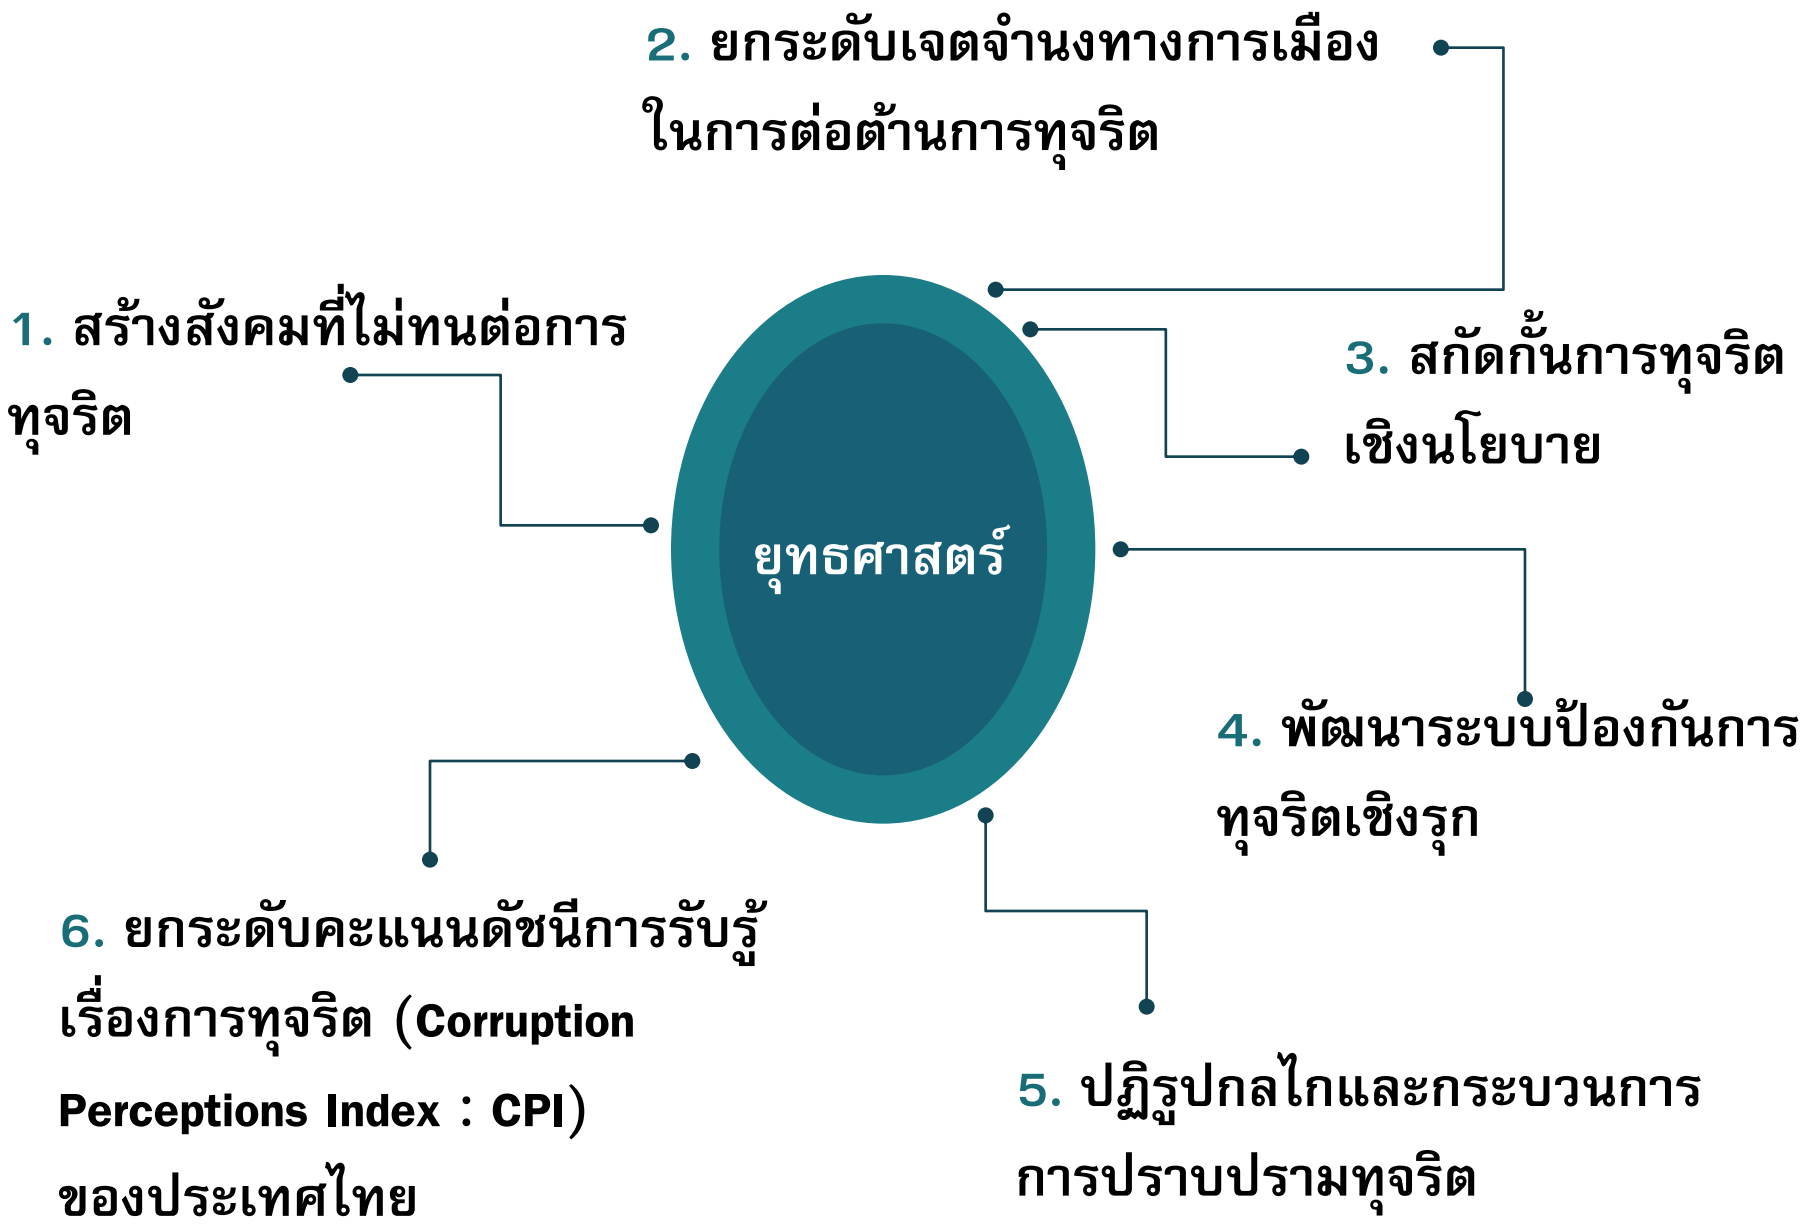 2. ยกระดับเจตจำนงทางการเมือง
ในการต่อต้านการทุจริต
1. สร้างสังคมที่ไม่ทนต่อการ
ทุจริต
3. สกัดกั้นการทุจริต
เชิงนโยบาย
ยุทธศาสตร์
4. พัฒนาระบบป้องกันการ
ทุจริตเชิงรุก
6. ยกระดับคะแนนดัชนีการรับรู้
เรื่องการทุจริต (Corruption
Perceptions Index : CPI)
ของประเทศไทย
5. ปฏิรูปกลไกและกระบวนการ
การปราบปรามทุจริต